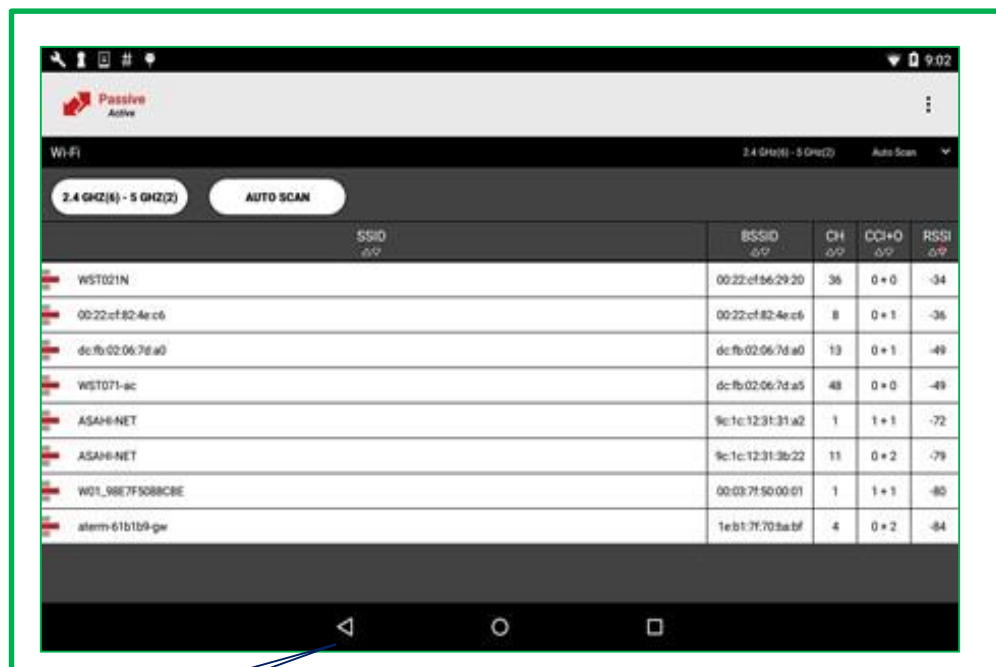 9:02
Passive
Active
Wi-Fi 2.4 GHz(6) - 5 GHz(2) Auto Scan
2.4 GHZ(6) - 5 GHZ(2) AUTO SCAN
SSID BSSID CH CCI+O RSSI
WST021N 00:22:cf:b6:29:20 36 0 + 0 -34
00:22:cf:82:4e:c6 00:22:cf:82:4e:c6 8 0 + 1 -36
dc:fb:02:06:7d:a0 dc:fb:02:06:7d:a0 13 0 + 1 -49
WST071-ac dc:fb:02:06:7d:a5 48 0 + 0 -49
ASAHI-NET 9c:1c:12:31:31:a2 1 1 + 1 -72
ASAHI-NET 9c:1c:12:31:3b:22 11 0 + 2 -79
W01_98E7F5088CBE 00:03:7f:50:00:01 1 1 + 1 -80
aterm-61b1b9-gw 1e:b1:7f:70:ba:bf 4 0 + 2 -84